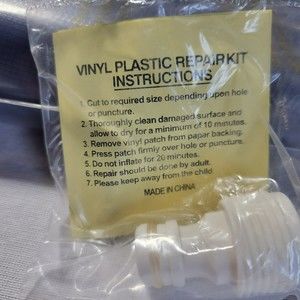 VINYL PLASTIC REPAIR KIT
INSTRUCTIONS
1. Cut to required size depending upon hole
or puncture.
2. Thoroughly clean damaged surface and
allow to dry for a minimum of 10 minutes.
3. Remove vinyl patch from paper backing.
4. Press patch firmly over hole or puncture.
5. Do not inflate for 20 minutes.
6. Repair should be done by adult.
7. Please keep away from the child.
MADE IN CHINA